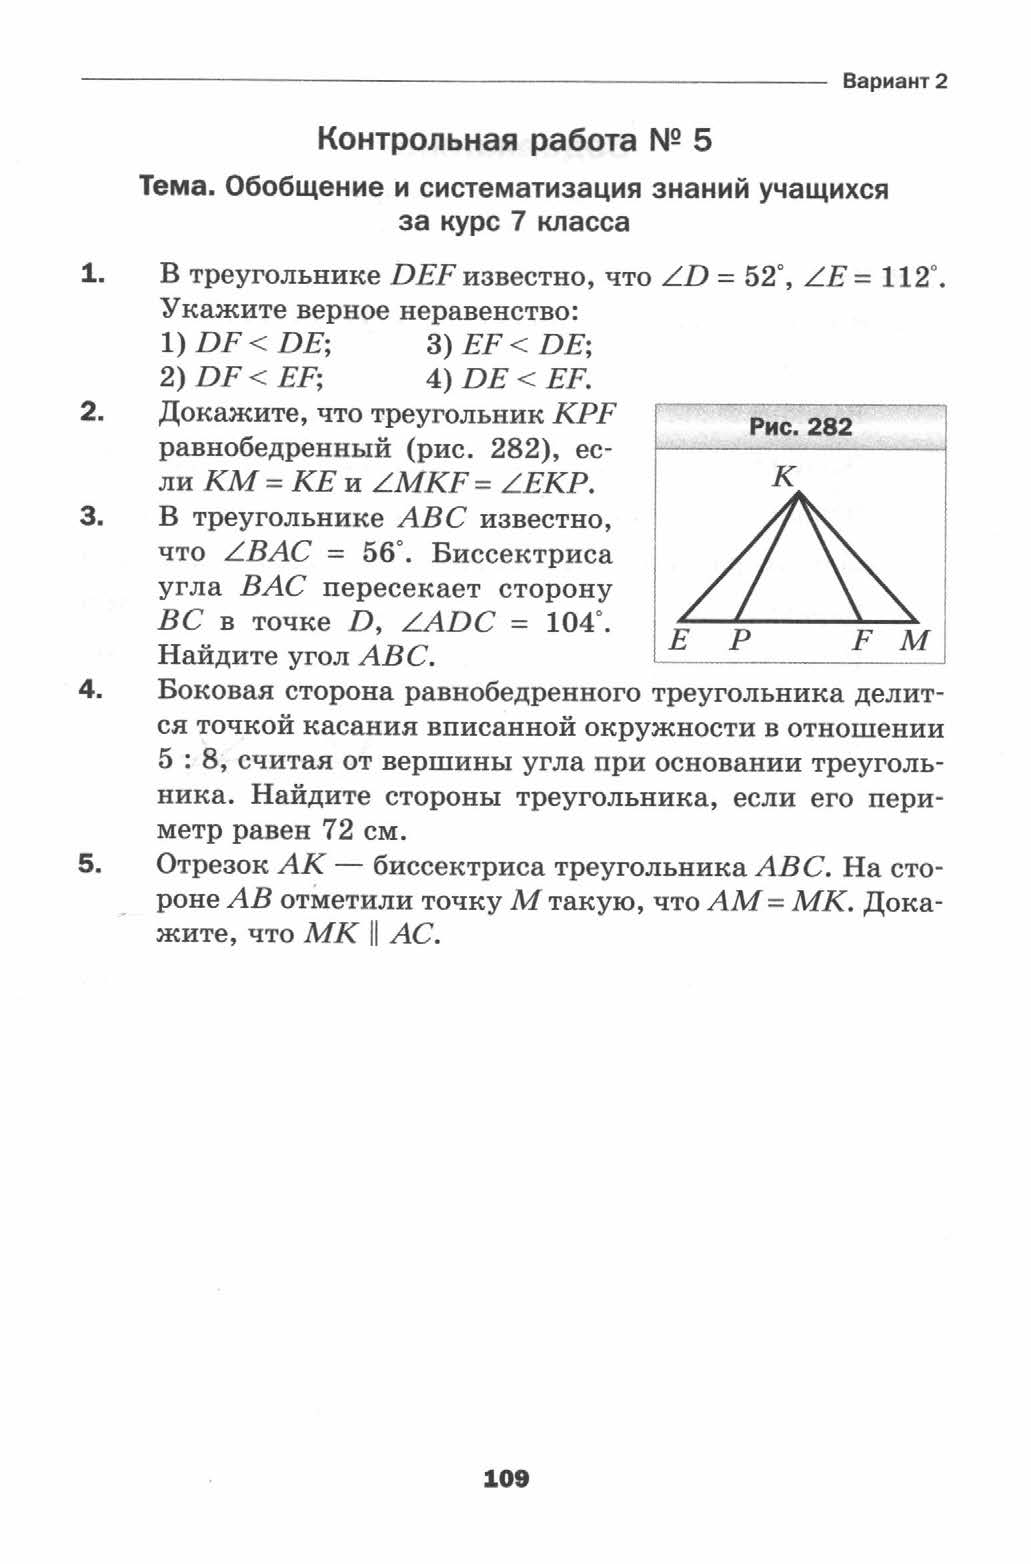 Вариант 2
Контрольная работа № 5
Тема. Обобщение и систематизация знаний учащихся
за курс 7 класса
1. В треугольнике DEF известно, что ∠D = 52°, ∠E = 112°.
Укажите верное неравенство:
1) DF < DE; 3) EF < DE;
2) DF < EF; 4) DE < EF.
2. Докажите, что треугольник KPF
равнобедренный (рис. 282), ес-
ли KM = KE и ∠MKF = ∠EKP.
3. В треугольнике ABC известно,
что ∠BAC = 56°. Биссектриса
угла BAC пересекает сторону
BC в точке D, ∠ADC = 104°.
Найдите угол ABC.
Рис. 282
K
E P F M
4. Боковая сторона равнобедренного треугольника делит-
ся точкой касания вписанной окружности в отношении
5 : 8, считая от вершины угла при основании треуголь-
ника. Найдите стороны треугольника, если его пери-
метр равен 72 см.
5. Отрезок AK — биссектриса треугольника ABC. На сто-
роне AB отметили точку M такую, что AM = MK. Дока-
жите, что MK ∥ AC.
109